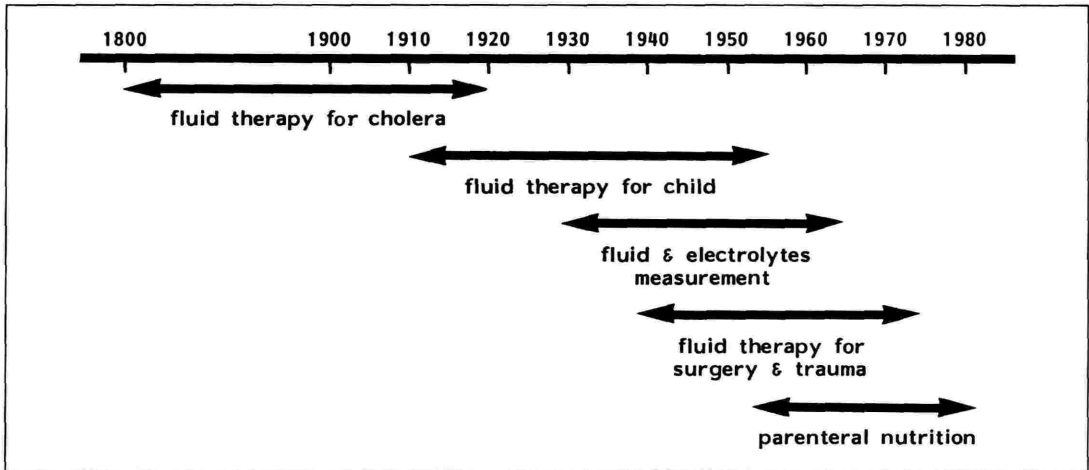 1800 1900 1910 1920 1930 1940 1950 1960 1970 1980
fluid therapy for cholera
fluid therapy for child
fluid & electrolytes
measurement
fluid therapy for
surgery & trauma
parenteral nutrition